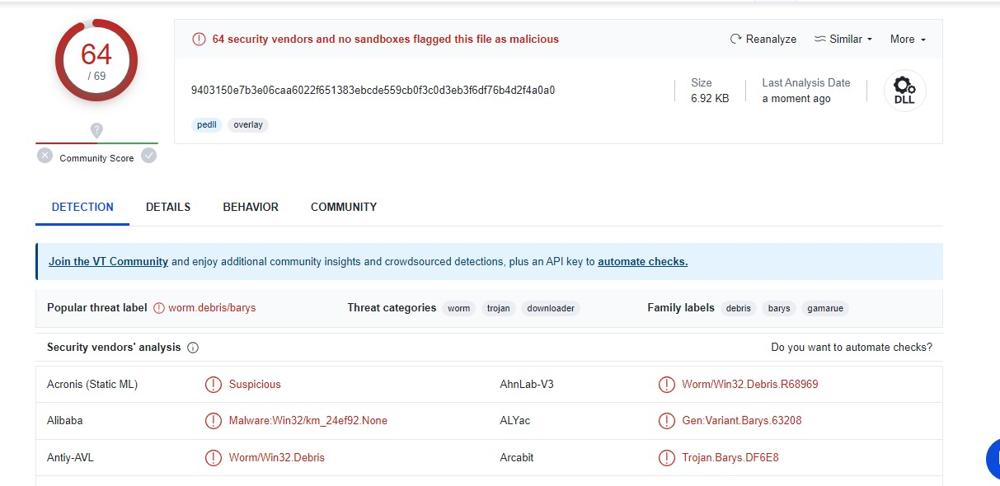 64
/ 69
Community Score
64 security vendors and no sandboxes flagged this file as malicious
Reanalyze Similar More
9403150e7b3e06caa6022f651383ebcde559cb0f3c0d3eb3f6df76b4d2f4a0a0
Size
6.92 KB
Last Analysis Date
a moment ago
DLL
pedll overlay
DETECTION DETAILS BEHAVIOR COMMUNITY
Join the VT Community and enjoy additional community insights and crowdsourced detections, plus an API key to automate checks.
Popular threat label worm.debris/barys Threat categories worm trojan downloader Family labels debris barys gamarue
Security vendors' analysis Do you want to automate checks?
Acronis (Static ML) Suspicious AhnLab-V3 Worm/Win32.Debris.R68969
Alibaba Malware:Win32/km_24ef92.None ALYac Gen:Variant.Barys.63208
Antiy-AVL Worm/Win32.Debris Arcabit Trojan.Barys.DF6E8